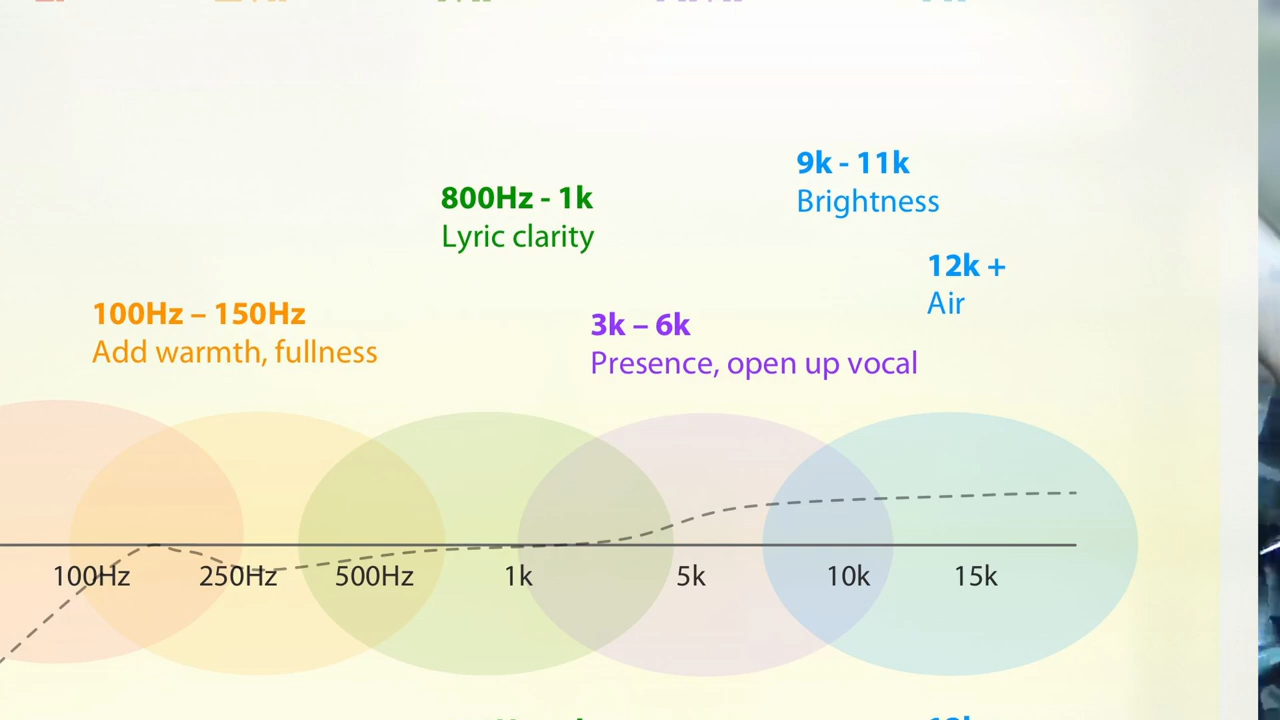 9k - 11k
Brightness
800Hz - 1k
Lyric clarity
12k +
Air
100Hz – 150Hz
Add warmth, fullness
3k – 6k
Presence, open up vocal
100Hz 250Hz 500Hz 1k 5k 10k 15k